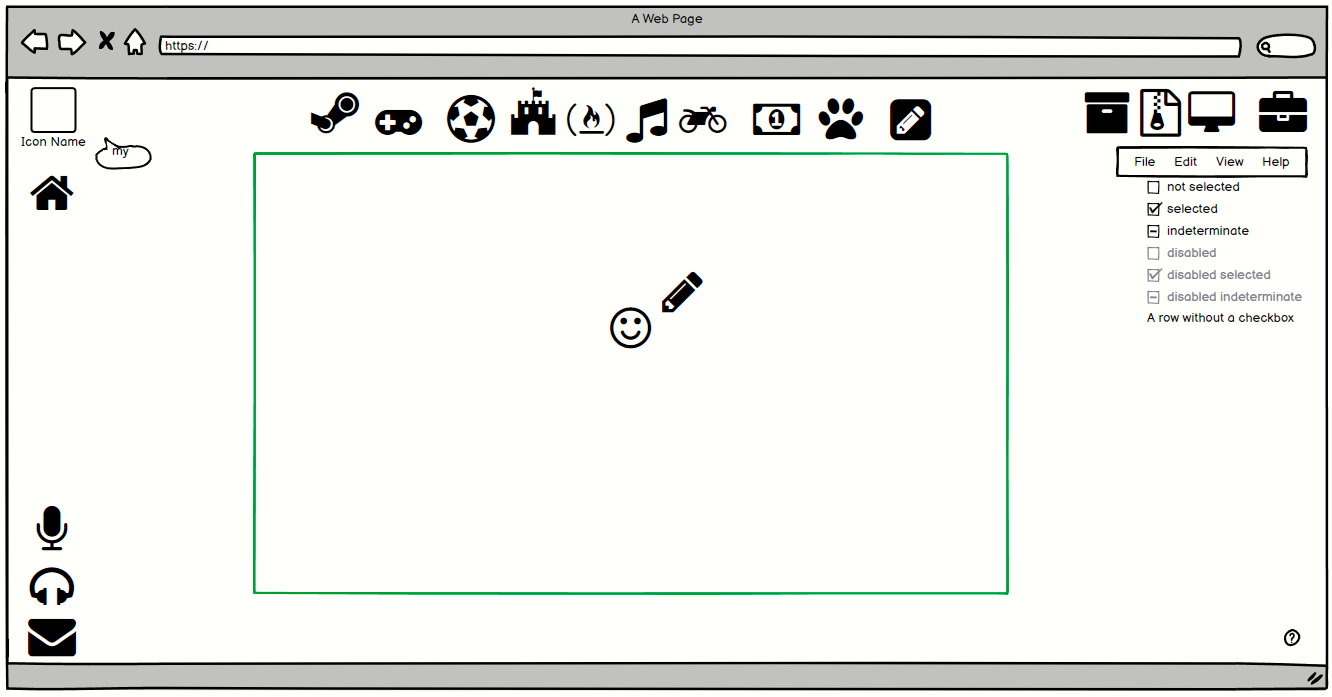 A Web Page
https://
Icon Name
my
1
File Edit View Help
not selected
selected
indeterminate
disabled
disabled selected
disabled indeterminate
A row without a checkbox
?